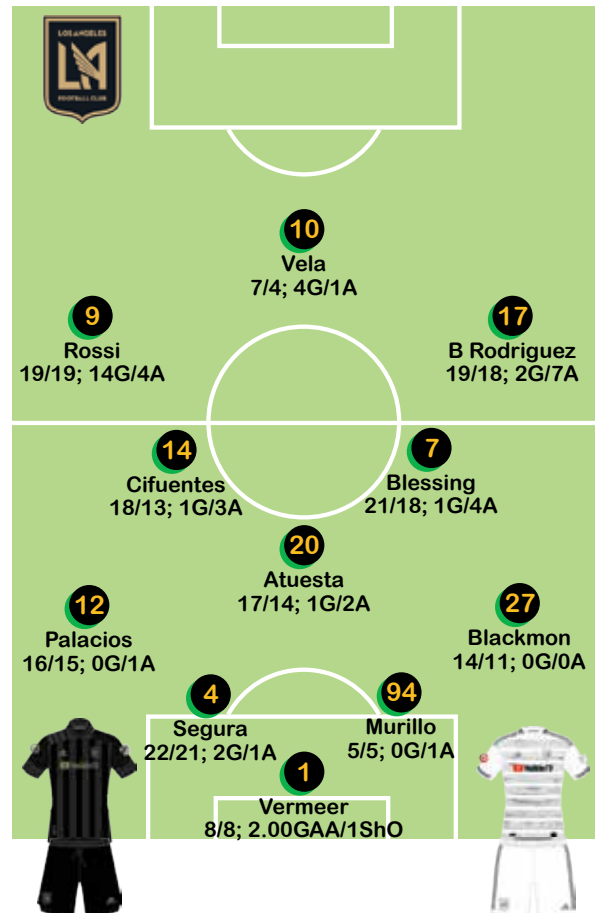 LOS ANGELES
LA
FOOTBALL CLUB
10
Vela
7/4; 4G/1A
9
Rossi
19/19; 14G/4A
17
B Rodriguez
19/18; 2G/7A
14
Cifuentes
18/13; 1G/3A
7
Blessing
21/18; 1G/4A
20
Atuesta
17/14; 1G/2A
12
Palacios
16/15; 0G/1A
27
Blackmon
14/11; 0G/0A
4
Segura
22/21; 2G/1A
94
Murillo
5/5; 0G/1A
1
Vermeer
8/8; 2.00GAA/1ShO